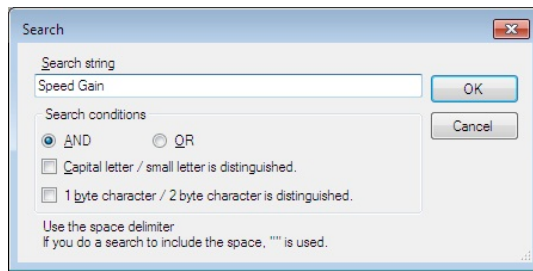 Search
Search string
Speed Gain
OK
Search conditions
Cancel
AND OR
Capital letter / small letter is distinguished.
1 byte character / 2 byte character is distinguished.
Use the space delimiter
If you do a search to include the space, "" is used.